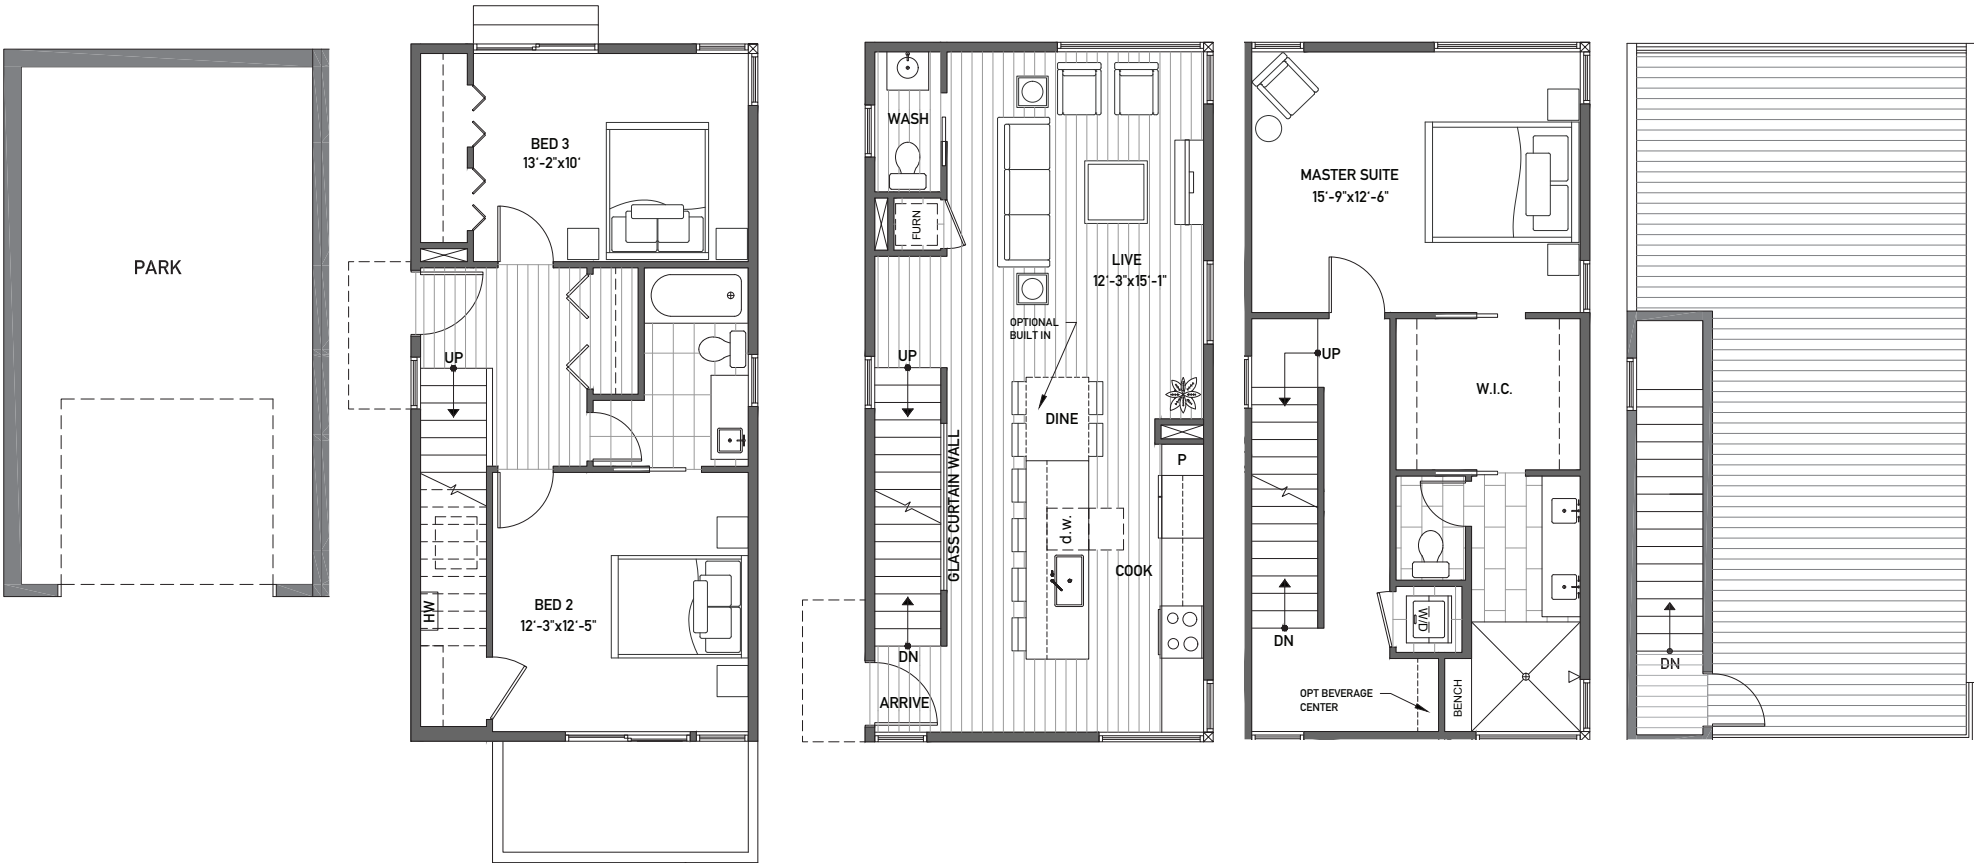 PARK
BED 3
13'-2"x10'
UP
HW
BED 2
12'-3"x12'-5"
WASH
FURN
LIVE
12'-3"x15'-1"
OPTIONAL
BUILT IN
UP
DINE
GLASS CURTAIN WALL
P
d.w.
COOK
DN
ARRIVE
MASTER SUITE
15'-9"x12'-6"
UP
W.I.C.
W/D
DN
OPT BEVERAGE
CENTER
BENCH
DN